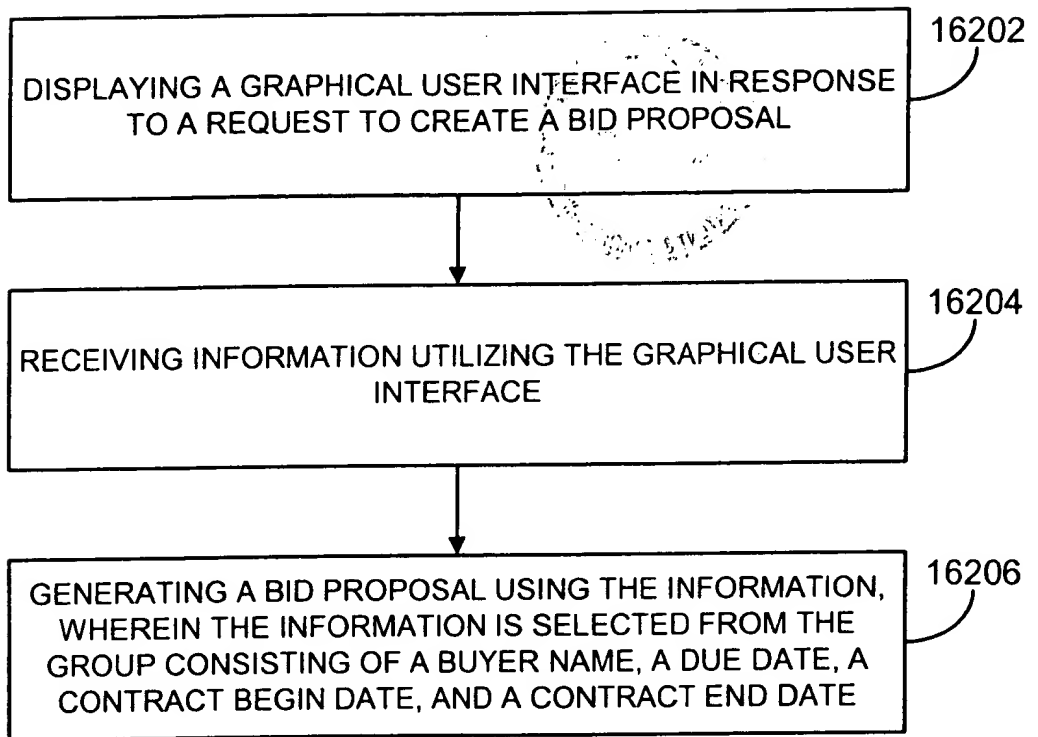 16202
DISPLAYING A GRAPHICAL USER INTERFACE IN RESPONSE
TO A REQUEST TO CREATE A BID PROPOSAL
16204
RECEIVING INFORMATION UTILIZING THE GRAPHICAL USER
INTERFACE
16206
GENERATING A BID PROPOSAL USING THE INFORMATION,
WHEREIN THE INFORMATION IS SELECTED FROM THE
GROUP CONSISTING OF A BUYER NAME, A DUE DATE, A
CONTRACT BEGIN DATE, AND A CONTRACT END DATE